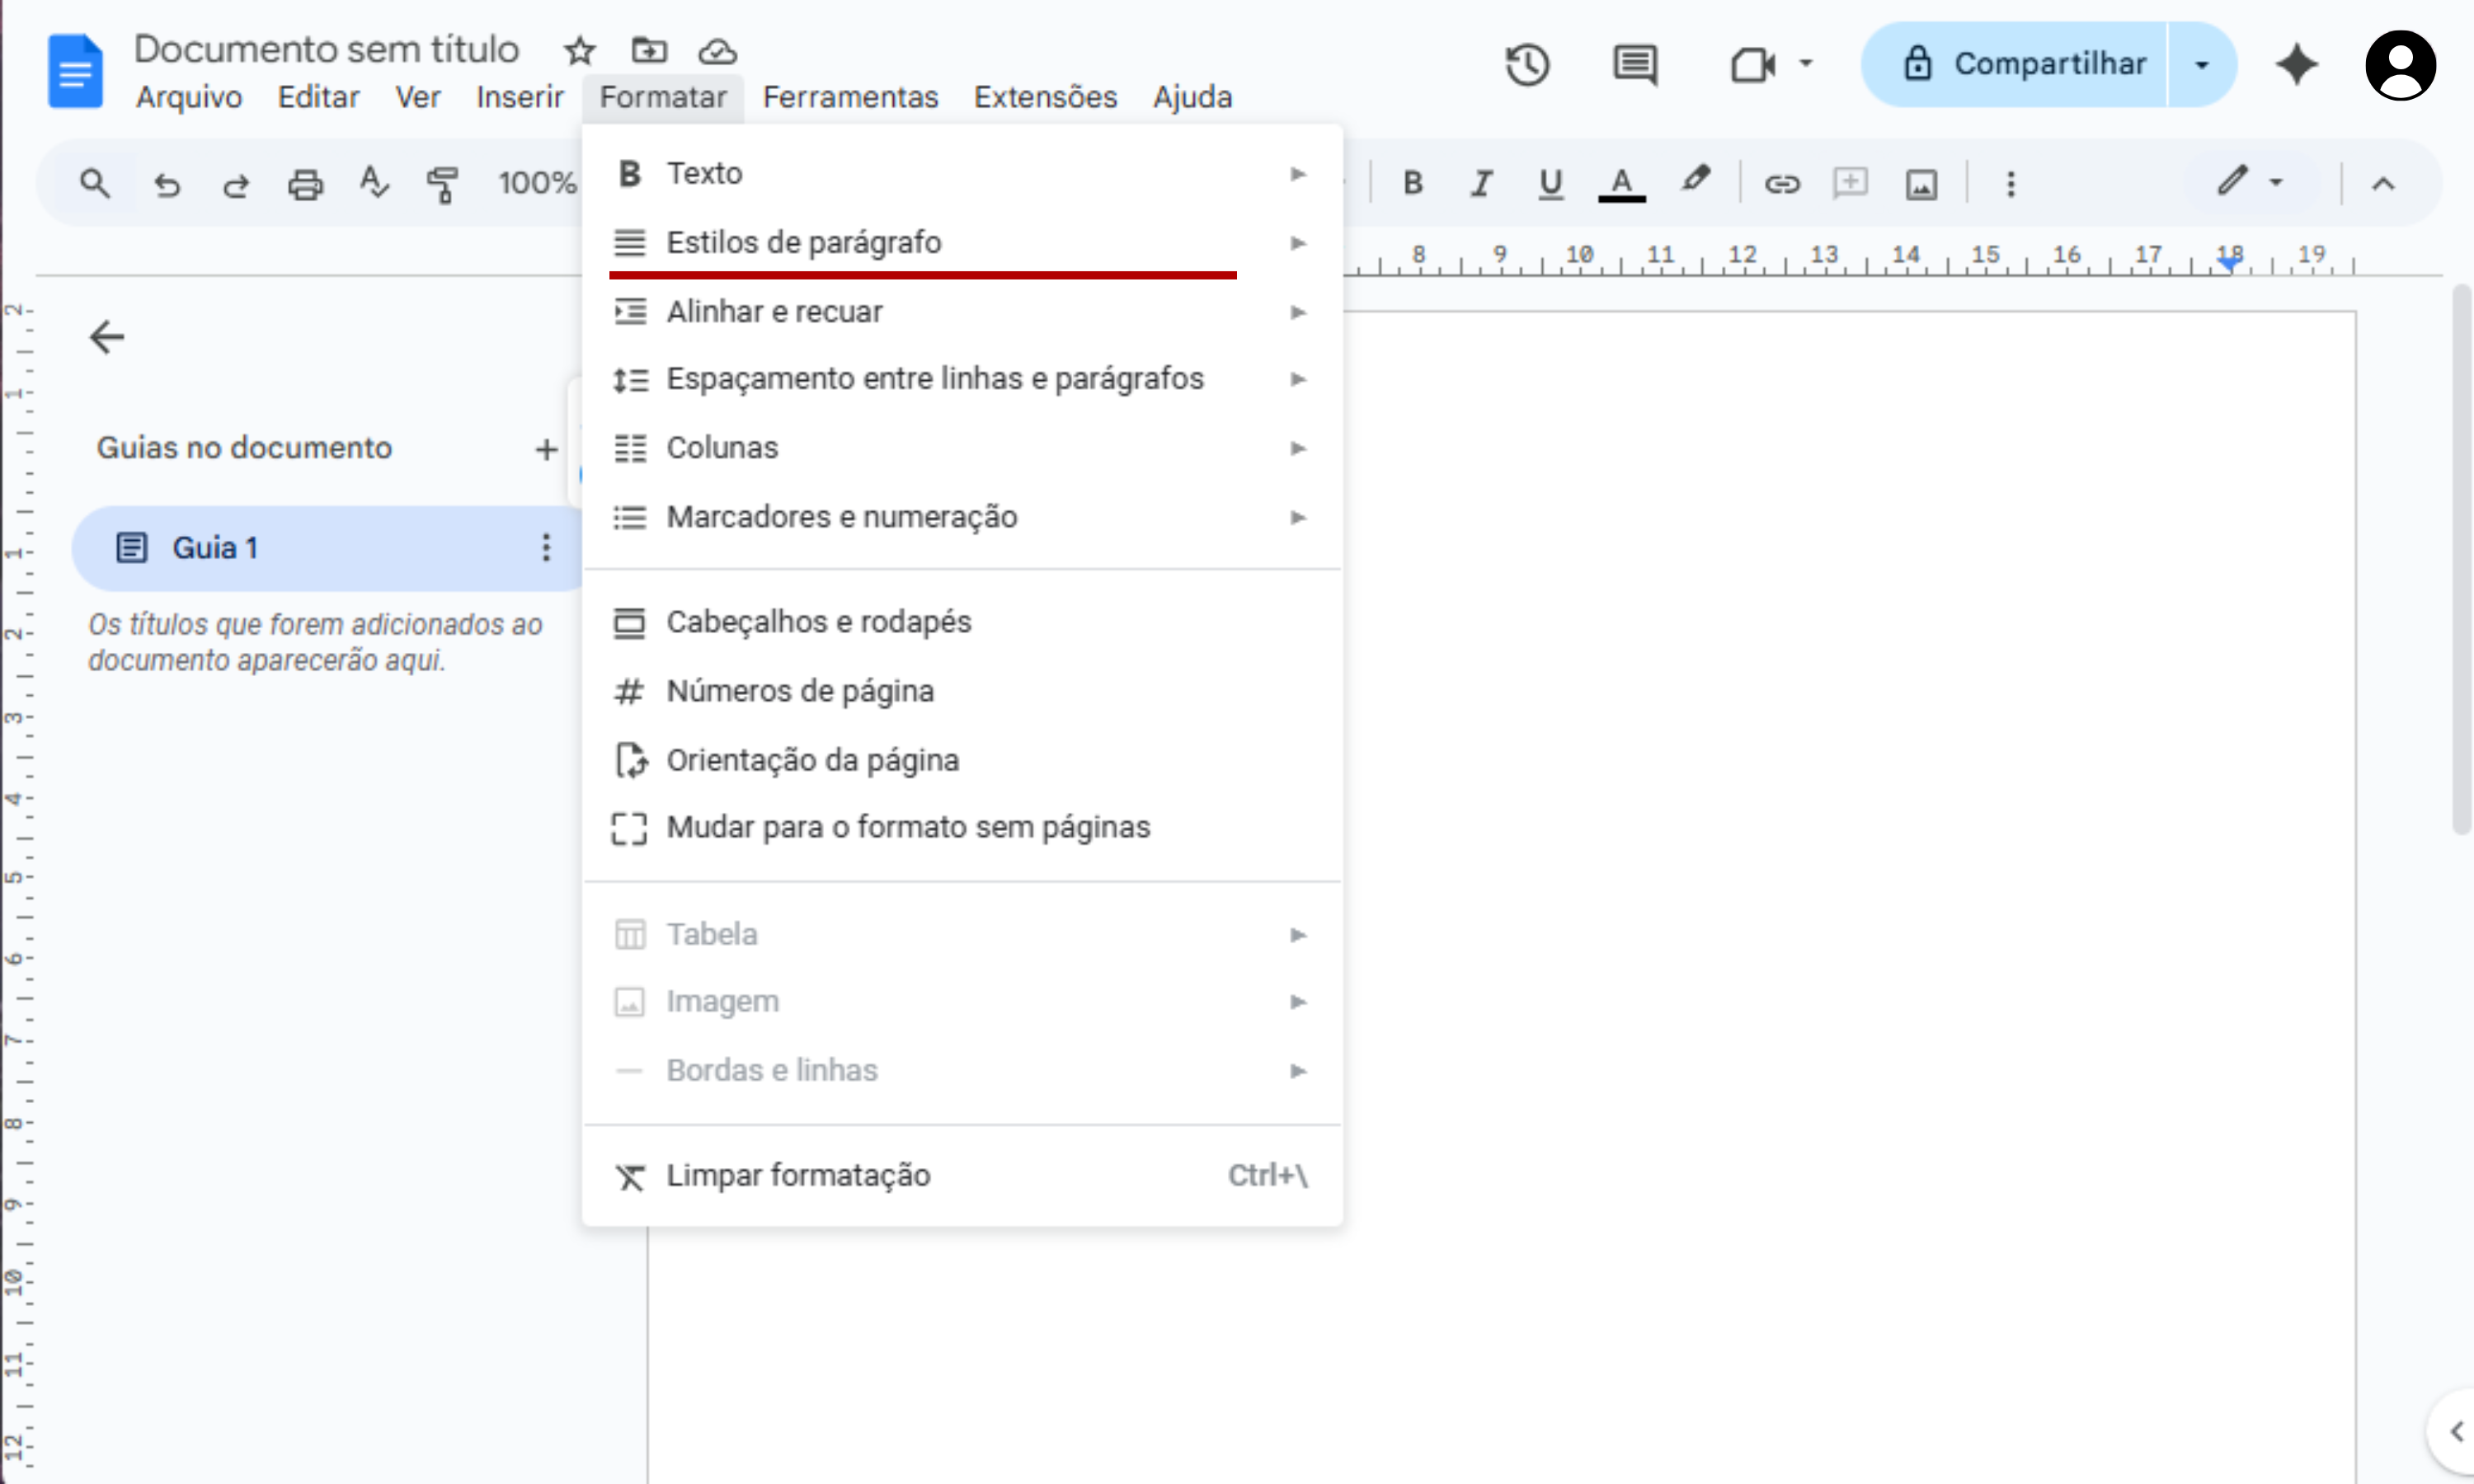 Documento sem título
Arquivo Editar Ver Inserir Formatar Ferramentas Extensões Ajuda
Compartilhar
100%
B I U A
8 9 10 11 12 13 14 15 16 17 18 19
B Texto
Estilos de parágrafo
Alinhar e recuar
Espaçamento entre linhas e parágrafos
Colunas
Marcadores e numeração
Cabeçalhos e rodapés
# Números de página
Orientação da página
Mudar para o formato sem páginas
Tabela
Imagem
Bordas e linhas
Limpar formatação Ctrl+\
Guias no documento +
Guia 1
Os títulos que forem adicionados ao
documento aparecerão aqui.
2
1
1
2
3
4
5
6
7
8
9
10
11
12